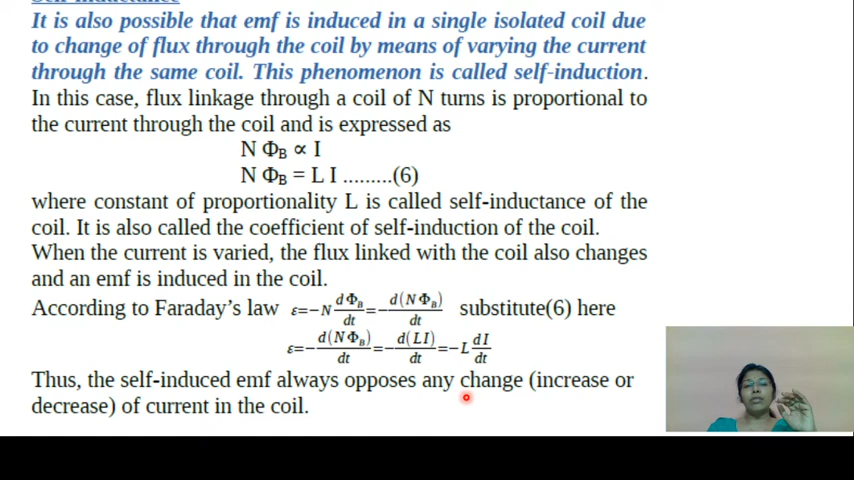 Self-Inductance
It is also possible that emf is induced in a single isolated coil due
to change of flux through the coil by means of varying the current
through the same coil. This phenomenon is called self-induction.
In this case, flux linkage through a coil of N turns is proportional to
the current through the coil and is expressed as
N Φ_B ∝ I
N Φ_B = L I .........(6)
where constant of proportionality L is called self-inductance of the
coil. It is also called the coefficient of self-induction of the coil.
When the current is varied, the flux linked with the coil also changes
and an emf is induced in the coil.
According to Faraday’s law ε=−N dΦ_B/dt=−d(NΦ_B)/dt substitute(6) here
ε=−d(NΦ_B)/dt=−d(LI)/dt=−L dI/dt
Thus, the self-induced emf always opposes any change (increase or
decrease) of current in the coil.